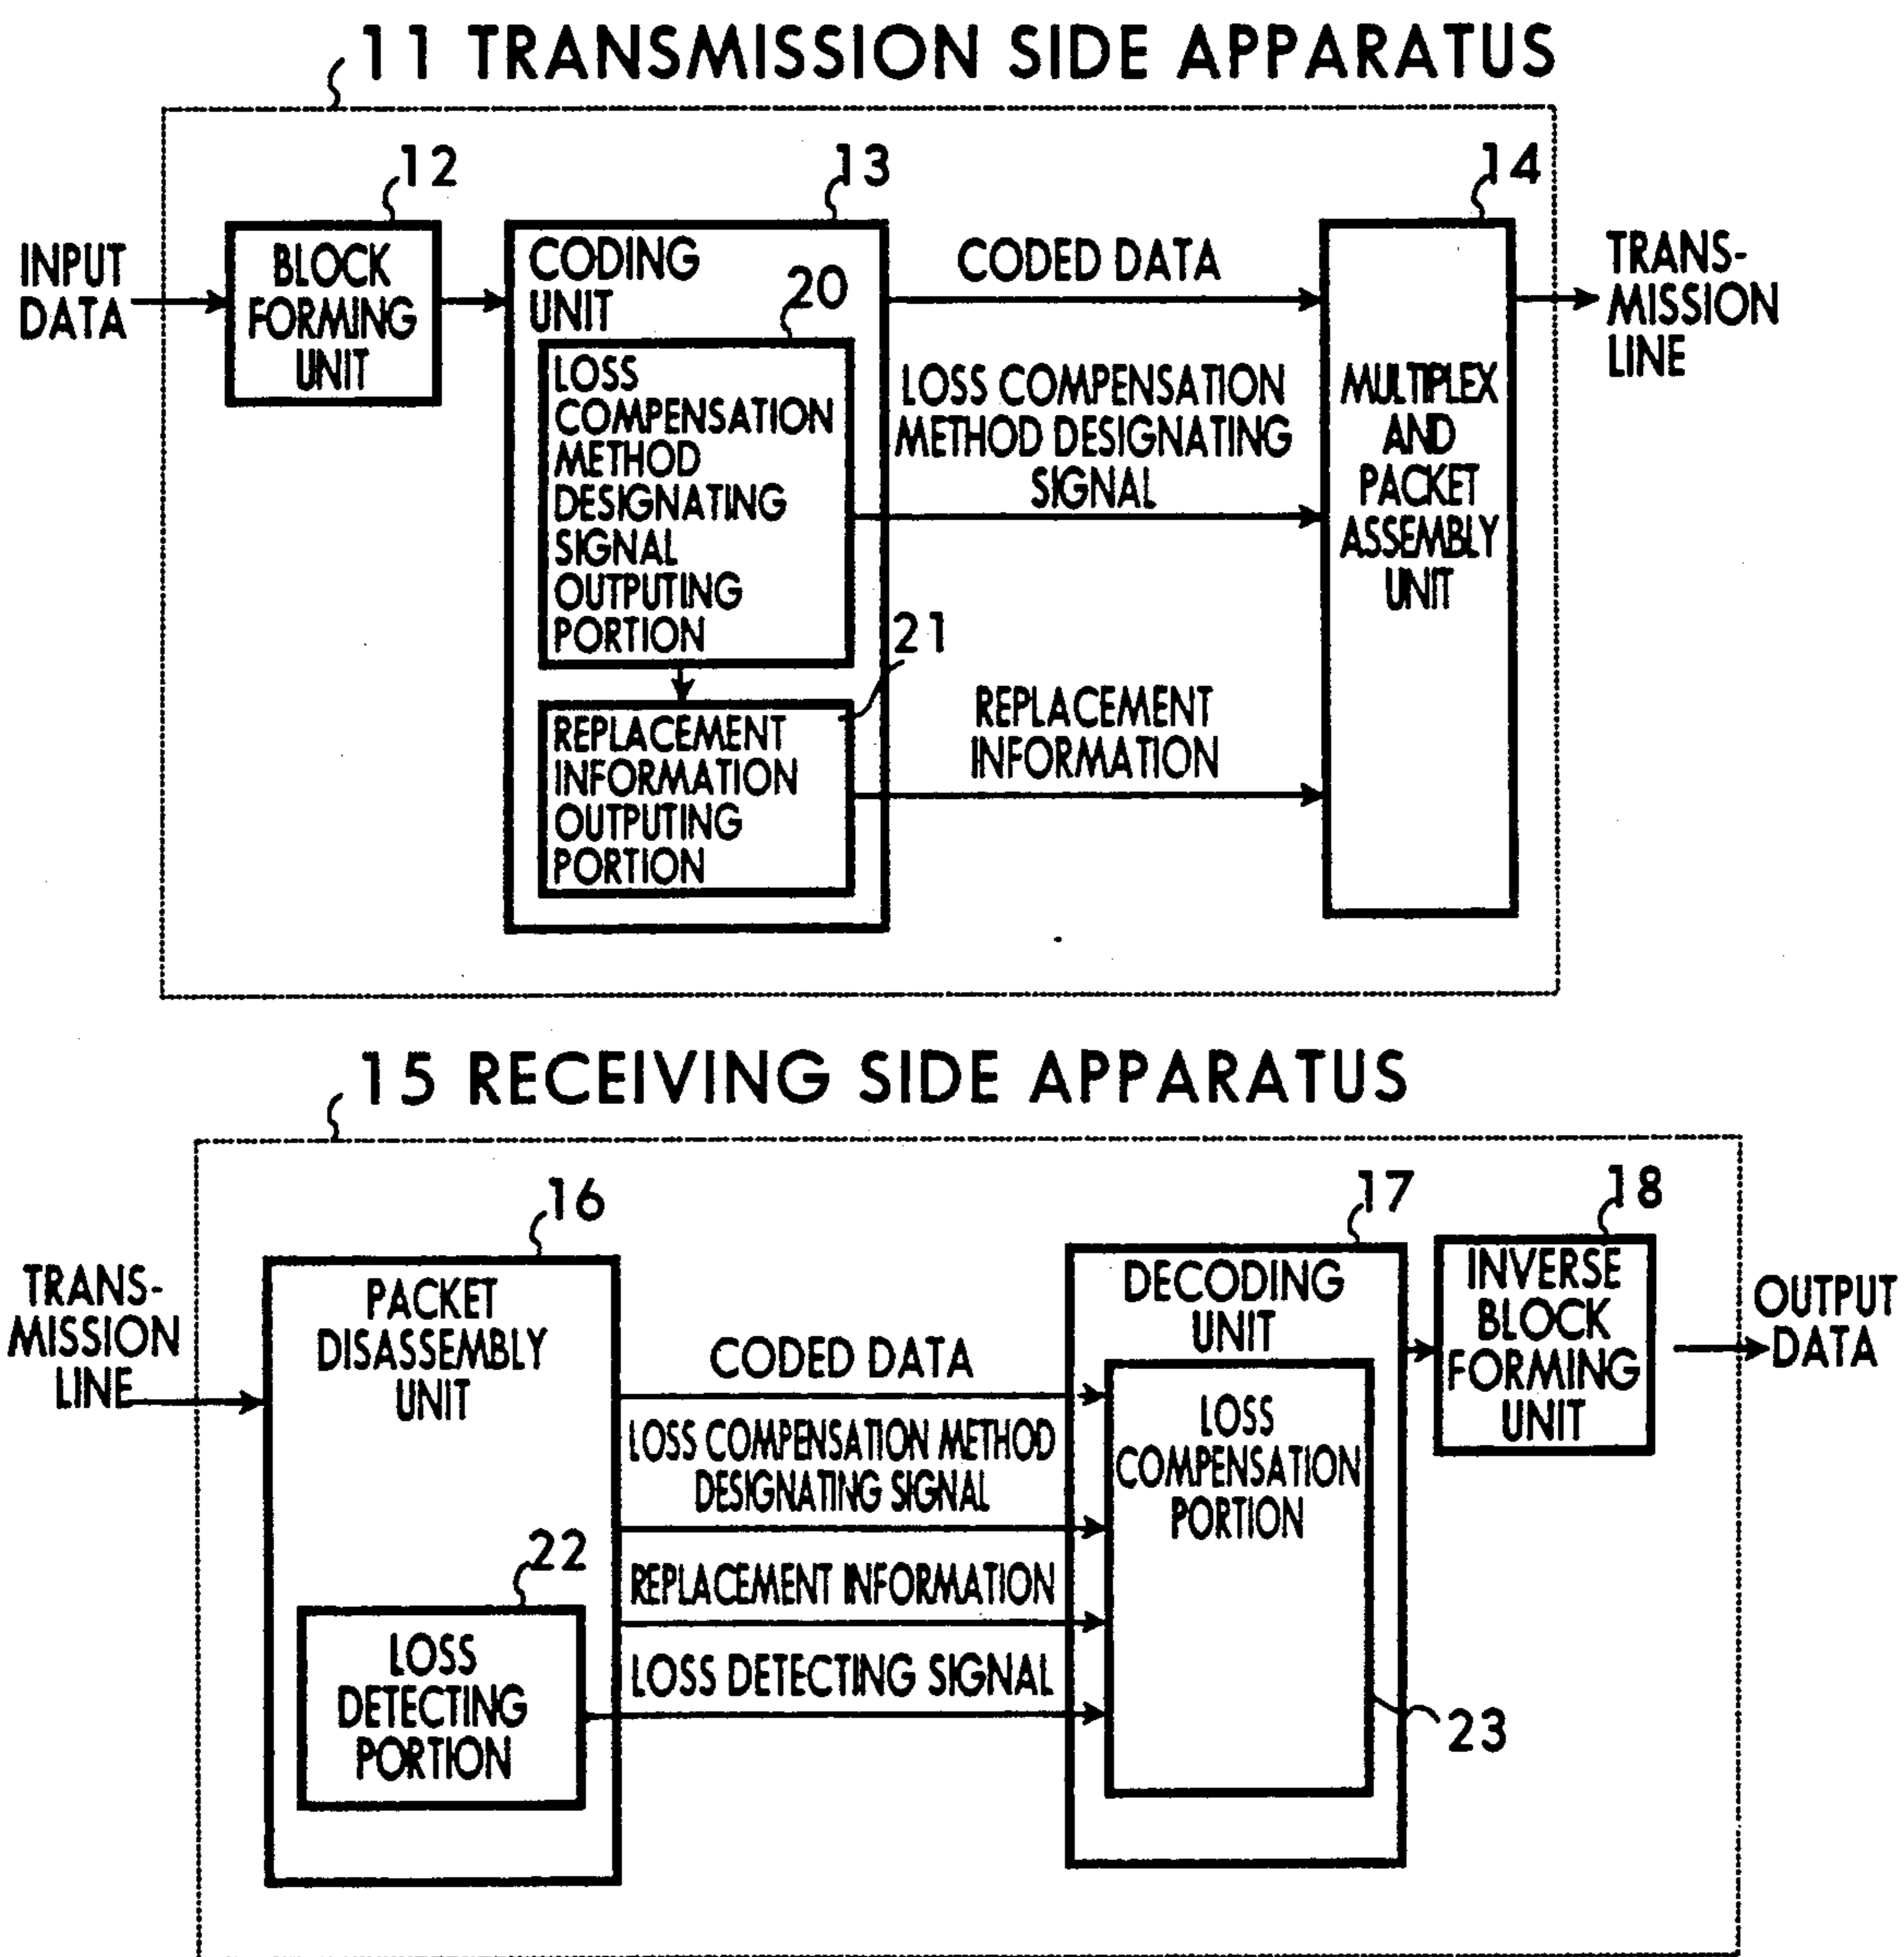 11 TRANSMISSION SIDE APPARATUS
12
13
14
INPUT
DATA
BLOCK
FORMING
UNIT
CODING
UNIT
20
LOSS
COMPENSATION
METHOD
DESIGNATING
SIGNAL
OUTPUTING
PORTION
21
REPLACEMENT
INFORMATION
OUTPUTING
PORTION
CODED DATA
LOSS COMPENSATION
METHOD DESIGNATING
SIGNAL
REPLACEMENT
INFORMATION
MULTIPLEX
AND
PACKET
ASSEMBLY
UNIT
TRANS-
MISSION
LINE
15 RECEIVING SIDE APPARATUS
16
17
18
TRANS-
MISSION
LINE
PACKET
DISASSEMBLY
UNIT
22
LOSS
DETECTING
PORTION
CODED DATA
LOSS COMPENSATION METHOD
DESIGNATING SIGNAL
REPLACEMENT INFORMATION
LOSS DETECTING SIGNAL
DECODING
UNIT
LOSS
COMPENSATION
PORTION
23
INVERSE
BLOCK
FORMING
UNIT
OUTPUT
DATA